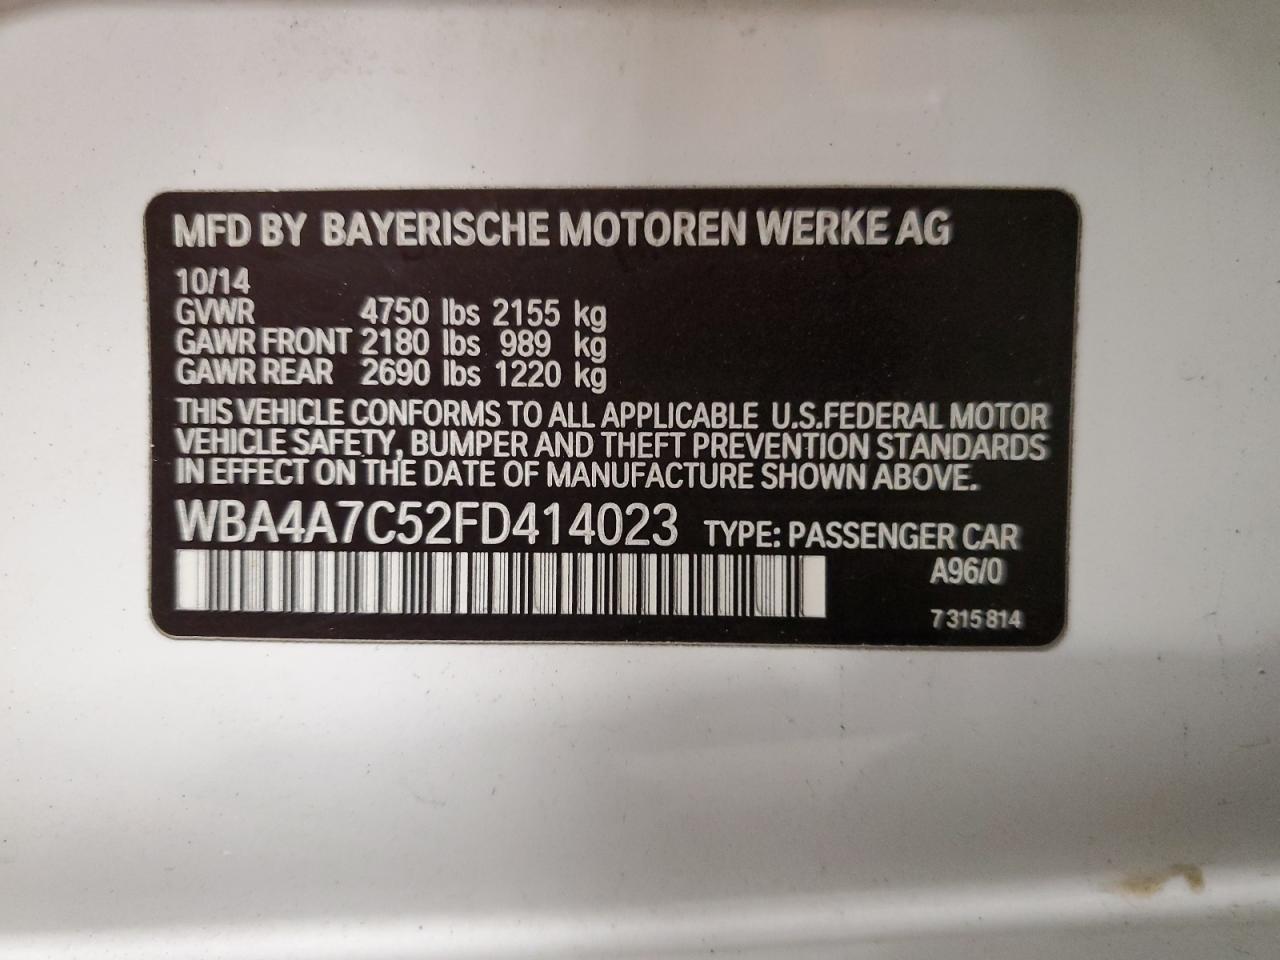 MFD BY BAYERISCHE MOTOREN WERKE AG
10/14
GVWR 4750 lbs 2155 kg
GAWR FRONT 2180 lbs 989 kg
GAWR REAR 2690 lbs 1220 kg
THIS VEHICLE CONFORMS TO ALL APPLICABLE U.S.FEDERAL MOTOR
VEHICLE SAFETY, BUMPER AND THEFT PREVENTION STANDARDS
IN EFFECT ON THE DATE OF MANUFACTURE SHOWN ABOVE.
WBA4A7C52FD414023 TYPE: PASSENGER CAR
A96/0
7 315 814